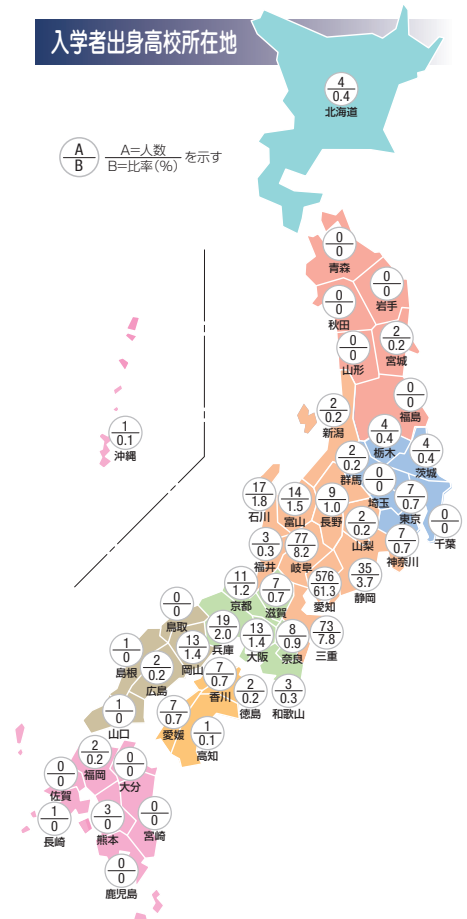 入学者出身高校所在地
A
B
A=人数
B=比率(%)
を示す
4
0.4
北海道
0
0
青森
0
0
岩手
0
0
秋田
2
0.2
宮城
0
0
山形
0
0
福島
2
0.2
新潟
4
0.4
栃木
4
0.4
茨城
2
0.2
群馬
0
0
埼玉
7
0.7
東京
0
0
千葉
7
0.7
神奈川
1
0.1
沖縄
17
1.8
石川
14
1.5
富山
9
1.0
長野
2
0.2
山梨
3
0.3
福井
77
8.2
岐阜
576
61.3
愛知
35
3.7
静岡
11
1.2
京都
7
0.7
滋賀
73
7.8
三重
0
0
鳥取
19
2.0
兵庫
13
1.4
大阪
8
0.9
奈良
1
0
島根
13
1.4
岡山
2
0.2
広島
7
0.7
香川
2
0.2
徳島
3
0.3
和歌山
1
0
山口
7
0.7
愛媛
1
0.1
高知
2
0.2
福岡
0
0
大分
0
0
佐賀
1
0
長崎
3
0
熊本
0
0
宮崎
0
0
鹿児島